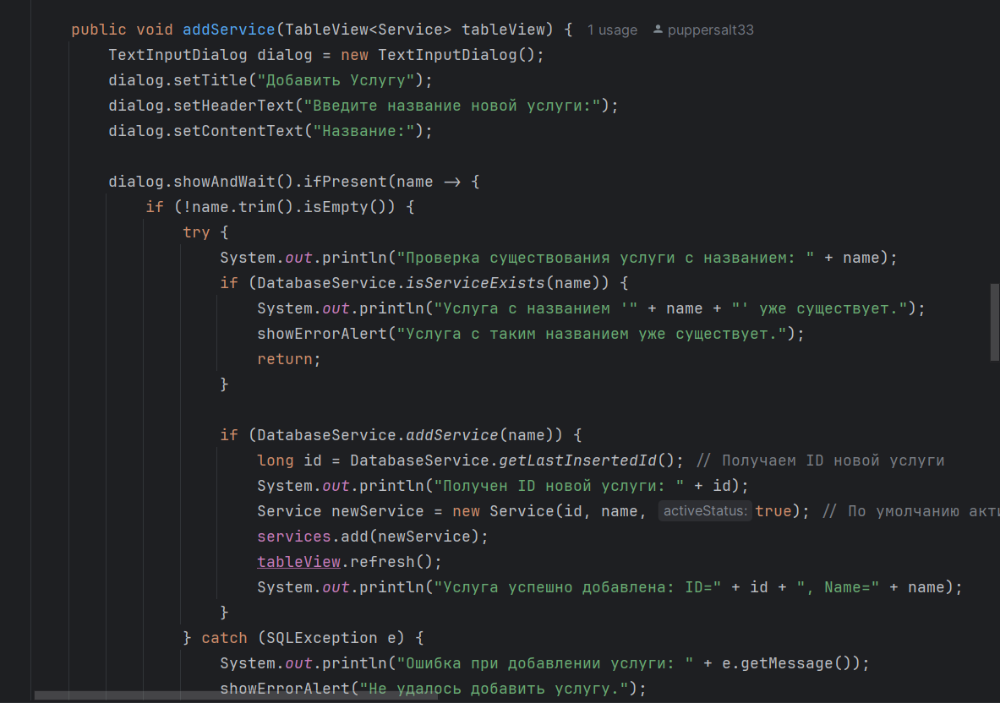 public void addService(TableView<Service> tableView) { 1 usage puppersalt33
TextInputDialog dialog = new TextInputDialog();
dialog.setTitle("Добавить Услугу");
dialog.setHeaderText("Введите название новой услуги:");
dialog.setContentText("Название:");
dialog.showAndWait().ifPresent(name -> {
if (!name.trim().isEmpty()) {
try {
System.out.println("Проверка существования услуги с названием: " + name);
if (DatabaseService.isServiceExists(name)) {
System.out.println("Услуга с названием '" + name + "' уже существует.");
showErrorAlert("Услуга с таким названием уже существует.");
return;
}
if (DatabaseService.addService(name)) {
long id = DatabaseService.getLastInsertedId(); // Получаем ID новой услуги
System.out.println("Получен ID новой услуги: " + id);
Service newService = new Service(id, name, activeStatus: true); // По умолчанию акти
services.add(newService);
tableView.refresh();
System.out.println("Услуга успешно добавлена: ID=" + id + ", Name=" + name);
}
} catch (SQLException e) {
System.out.println("Ошибка при добавлении услуги: " + e.getMessage());
showErrorAlert("Не удалось добавить услугу.");